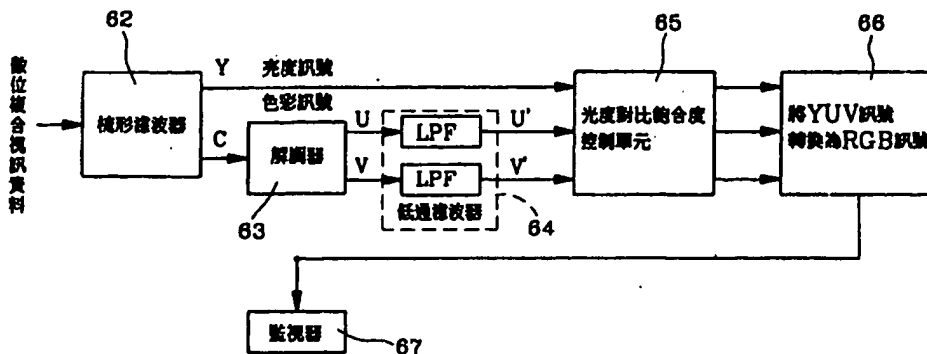 62
65
66
數位複合視訊資料
梳形濾波器
Y 亮度訊號
色彩訊號
C
解調器
63
U
V
LPF
LPF
低通濾波器
64
U'
V'
光度對比飽合度
控制單元
將YUV訊號
轉換為RGB訊號
監視器
67